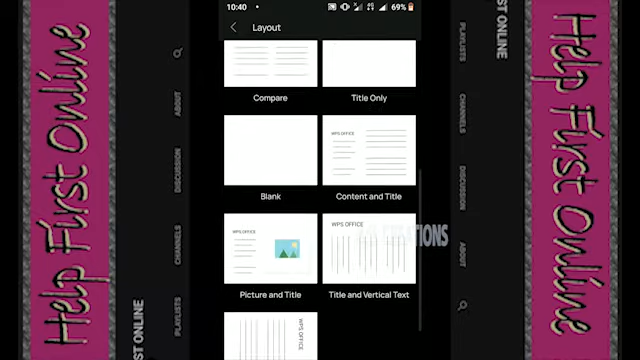 10:40
69%
Layout
Compare
Title Only
WPS OFFICE
Blank
Content and Title
WPS OFFICE
WPS OFFICE
Picture and Title
Title and Vertical Text
WPS OFFICE
Help First Online
ABOUT
DISCUSSION
CHANNELS
PLAYLISTS
ST ONLINE
ST ONLINE
PLAYLISTS
CHANNELS
DISCUSSION
ABOUT
Help First Online